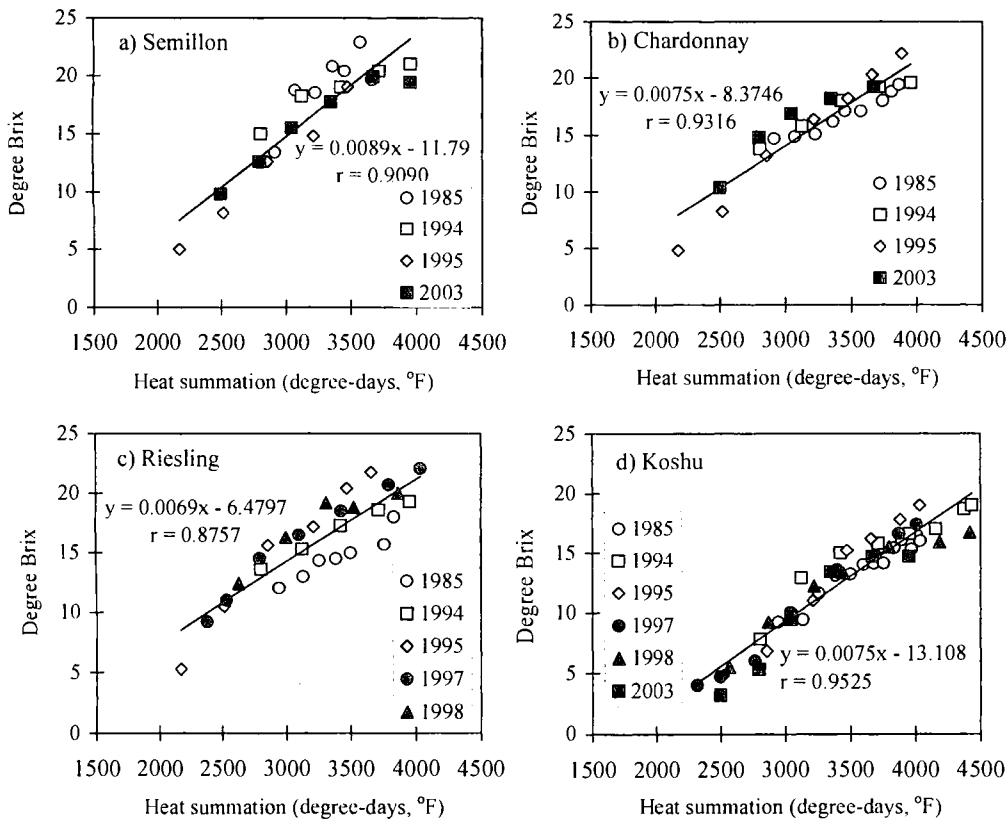 a) Semillon
Degree Brix
25
20
15
10
5
0
y = 0.0089x - 11.79
r = 0.9090
1985
1994
1995
2003
1500 2000 2500 3000 3500 4000 4500
Heat summation (degree-days, °F)
b) Chardonnay
Degree Brix
25
20
15
10
5
0
y = 0.0075x - 8.3746
r = 0.9316
1985
1994
1995
2003
1500 2000 2500 3000 3500 4000 4500
Heat summation (degree-days, °F)
c) Riesling
Degree Brix
25
20
15
10
5
0
y = 0.0069x - 6.4797
r = 0.8757
1985
1994
1995
1997
1998
1500 2000 2500 3000 3500 4000 4500
Heat summation (degree-days, °F)
d) Koshu
Degree Brix
25
20
15
10
5
0
1985
1994
1995
1997
1998
2003
y = 0.0075x - 13.108
r = 0.9525
1500 2000 2500 3000 3500 4000 4500
Heat summation (degree-days, °F)